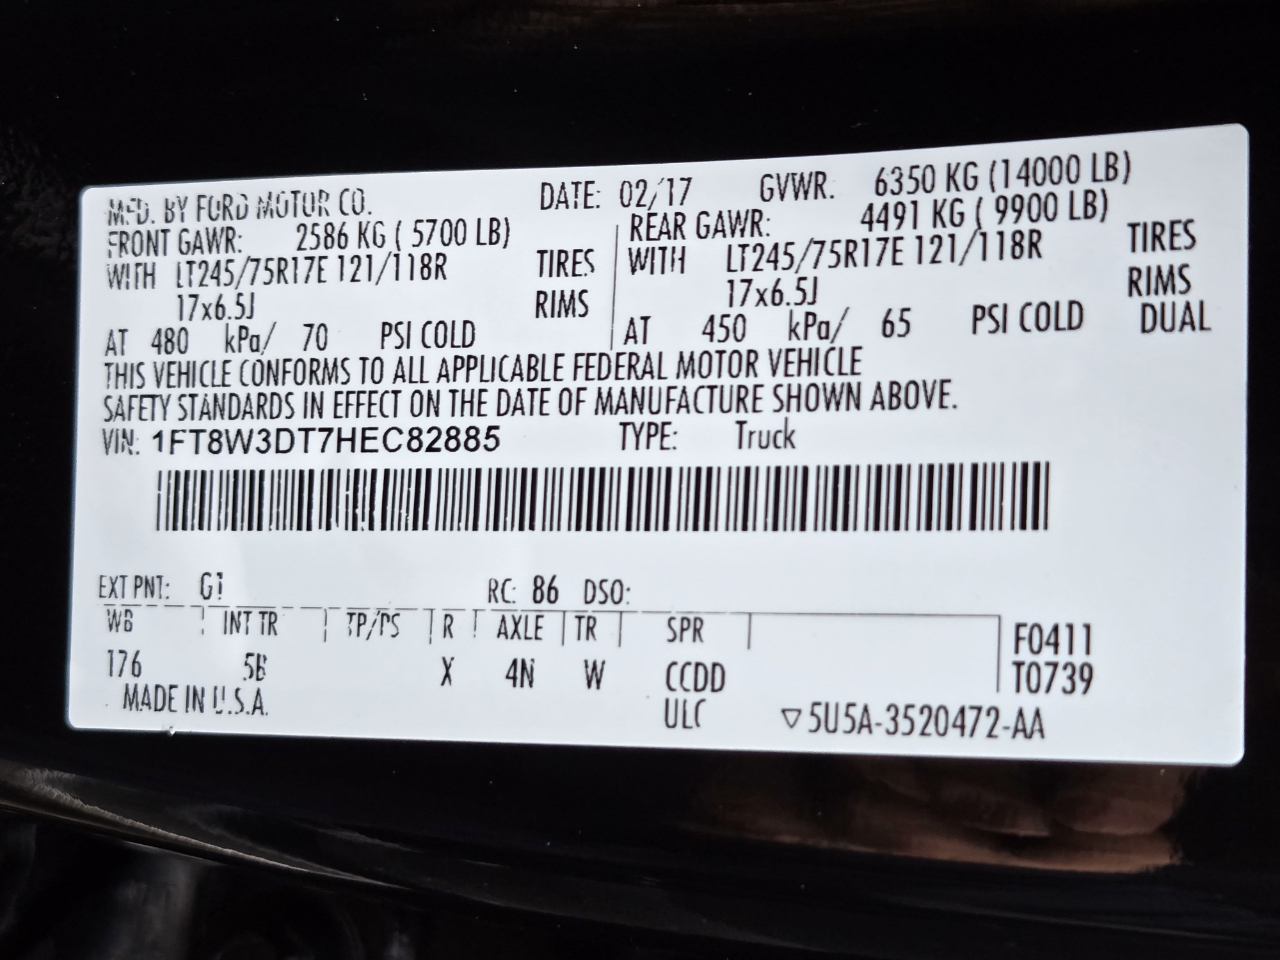 MFD. BY FORD MOTOR CO. DATE: 02/17 GVWR. 6350 KG (14000 LB)
FRONT GAWR: 2586 KG ( 5700 LB) REAR GAWR: 4491 KG ( 9900 LB)
WITH LT245/75R17E 121/118R TIRES WITH LT245/75R17E 121/118R TIRES
17x6.5J RIMS 17x6.5J RIMS
AT 480 kPa/ 70 PSI COLD AT 450 kPa/ 65 PSI COLD DUAL
THIS VEHICLE CONFORMS TO ALL APPLICABLE FEDERAL MOTOR VEHICLE
SAFETY STANDARDS IN EFFECT ON THE DATE OF MANUFACTURE SHOWN ABOVE.
VIN: 1FT8W3DT7HEC82885 TYPE: Truck
EXT PNT: G1 RC: 86 DSO:
WB INT TR TP/PS R AXLE TR SPR F0411
176 5B X 4N W CCDD T0739
MADE IN U.S.A. ULC ▽5U5A-3520472-AA